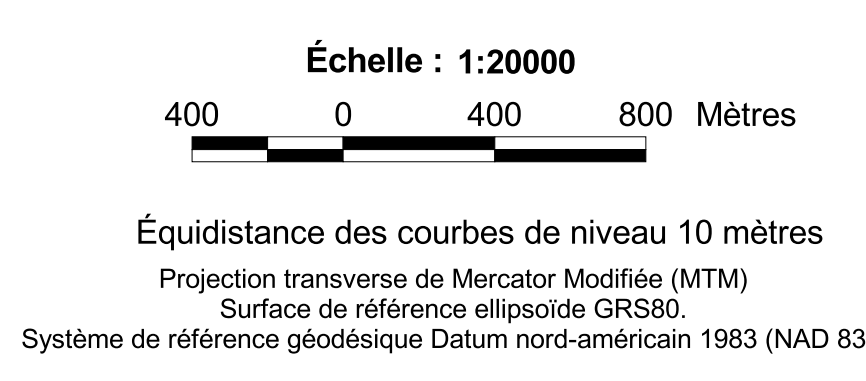 Échelle : 1:20000
400 0 400 800 Mètres
Équidistance des courbes de niveau 10 mètres
Projection transverse de Mercator Modifiée (MTM)
Surface de référence ellipsoïde GRS80.
Système de référence géodésique Datum nord-américain 1983 (NAD 83